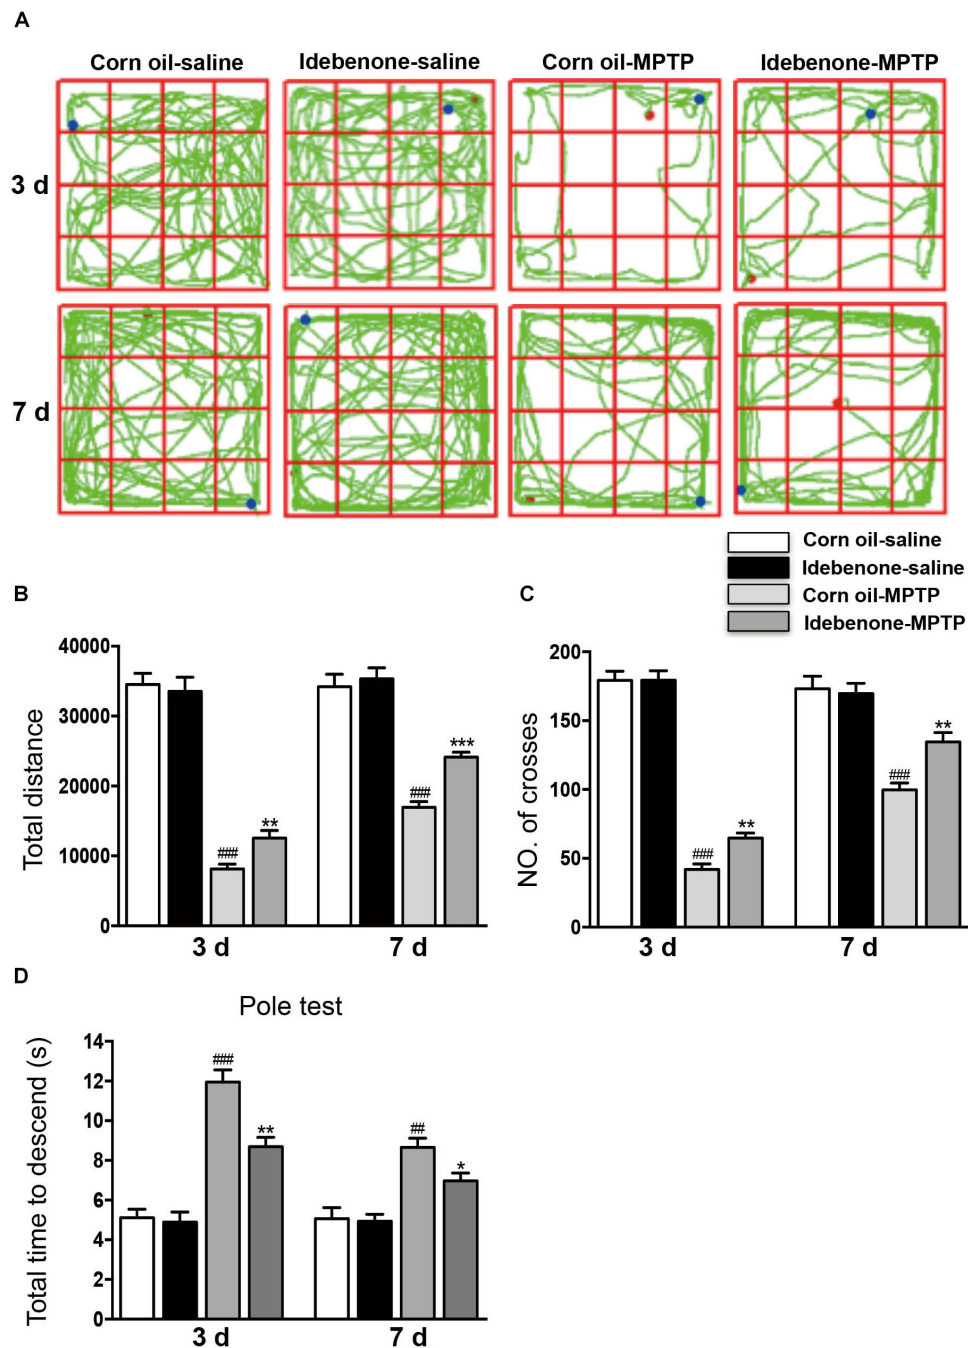 A
Corn oil-saline Idebenone-saline Corn oil-MPTP Idebenone-MPTP
3 d
7 d
Corn oil-saline
Idebenone-saline
Corn oil-MPTP
Idebenone-MPTP
B
Total distance
40000
30000
20000
10000
0
###
**
###
***
3 d 7 d
C
NO. of crosses
200
150
100
50
0
###
**
###
**
3 d 7 d
D
Pole test
Total time to descend (s)
14
12
10
8
6
4
2
0
###
**
##
*
3 d 7 d